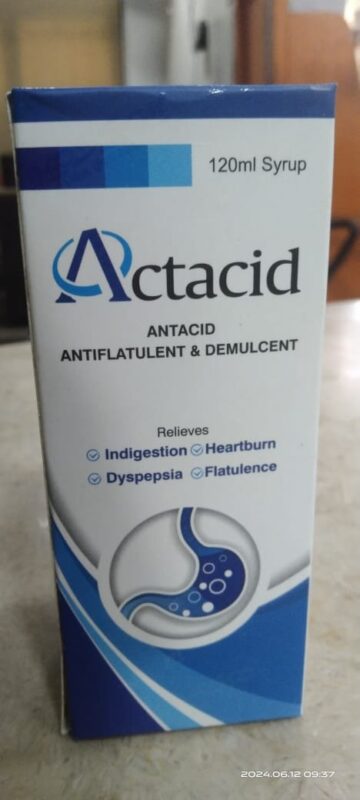 120ml Syrup
Actacid
ANTACID
ANTIFLATULENT & DEMULCENT
Relieves
Indigestion Heartburn
Dyspepsia Flatulence
2024.06.12 09:37